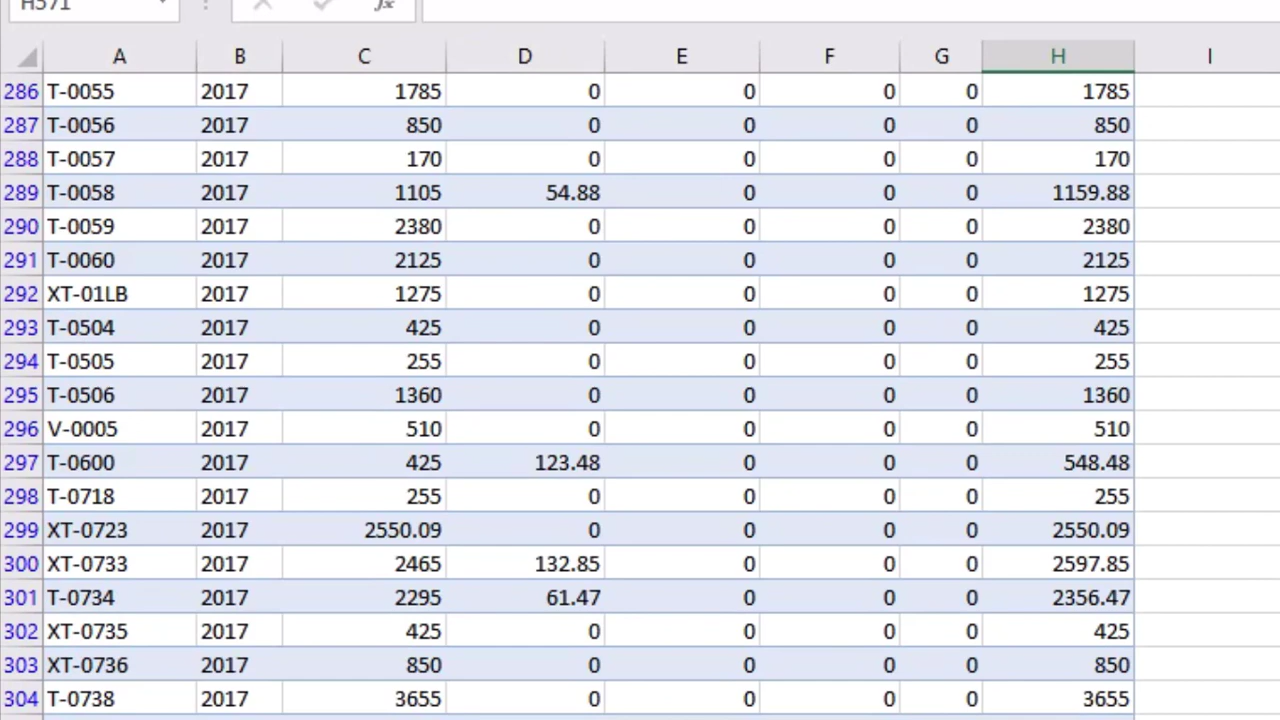 H571 fx
A B C D E F G H I
286 T-0055 2017 1785 0 0 0 0 1785
287 T-0056 2017 850 0 0 0 0 850
288 T-0057 2017 170 0 0 0 0 170
289 T-0058 2017 1105 54.88 0 0 0 1159.88
290 T-0059 2017 2380 0 0 0 0 2380
291 T-0060 2017 2125 0 0 0 0 2125
292 XT-01LB 2017 1275 0 0 0 0 1275
293 T-0504 2017 425 0 0 0 0 425
294 T-0505 2017 255 0 0 0 0 255
295 T-0506 2017 1360 0 0 0 0 1360
296 V-0005 2017 510 0 0 0 0 510
297 T-0600 2017 425 123.48 0 0 0 548.48
298 T-0718 2017 255 0 0 0 0 255
299 XT-0723 2017 2550.09 0 0 0 0 2550.09
300 XT-0733 2017 2465 132.85 0 0 0 2597.85
301 T-0734 2017 2295 61.47 0 0 0 2356.47
302 XT-0735 2017 425 0 0 0 0 425
303 XT-0736 2017 850 0 0 0 0 850
304 T-0738 2017 3655 0 0 0 0 3655